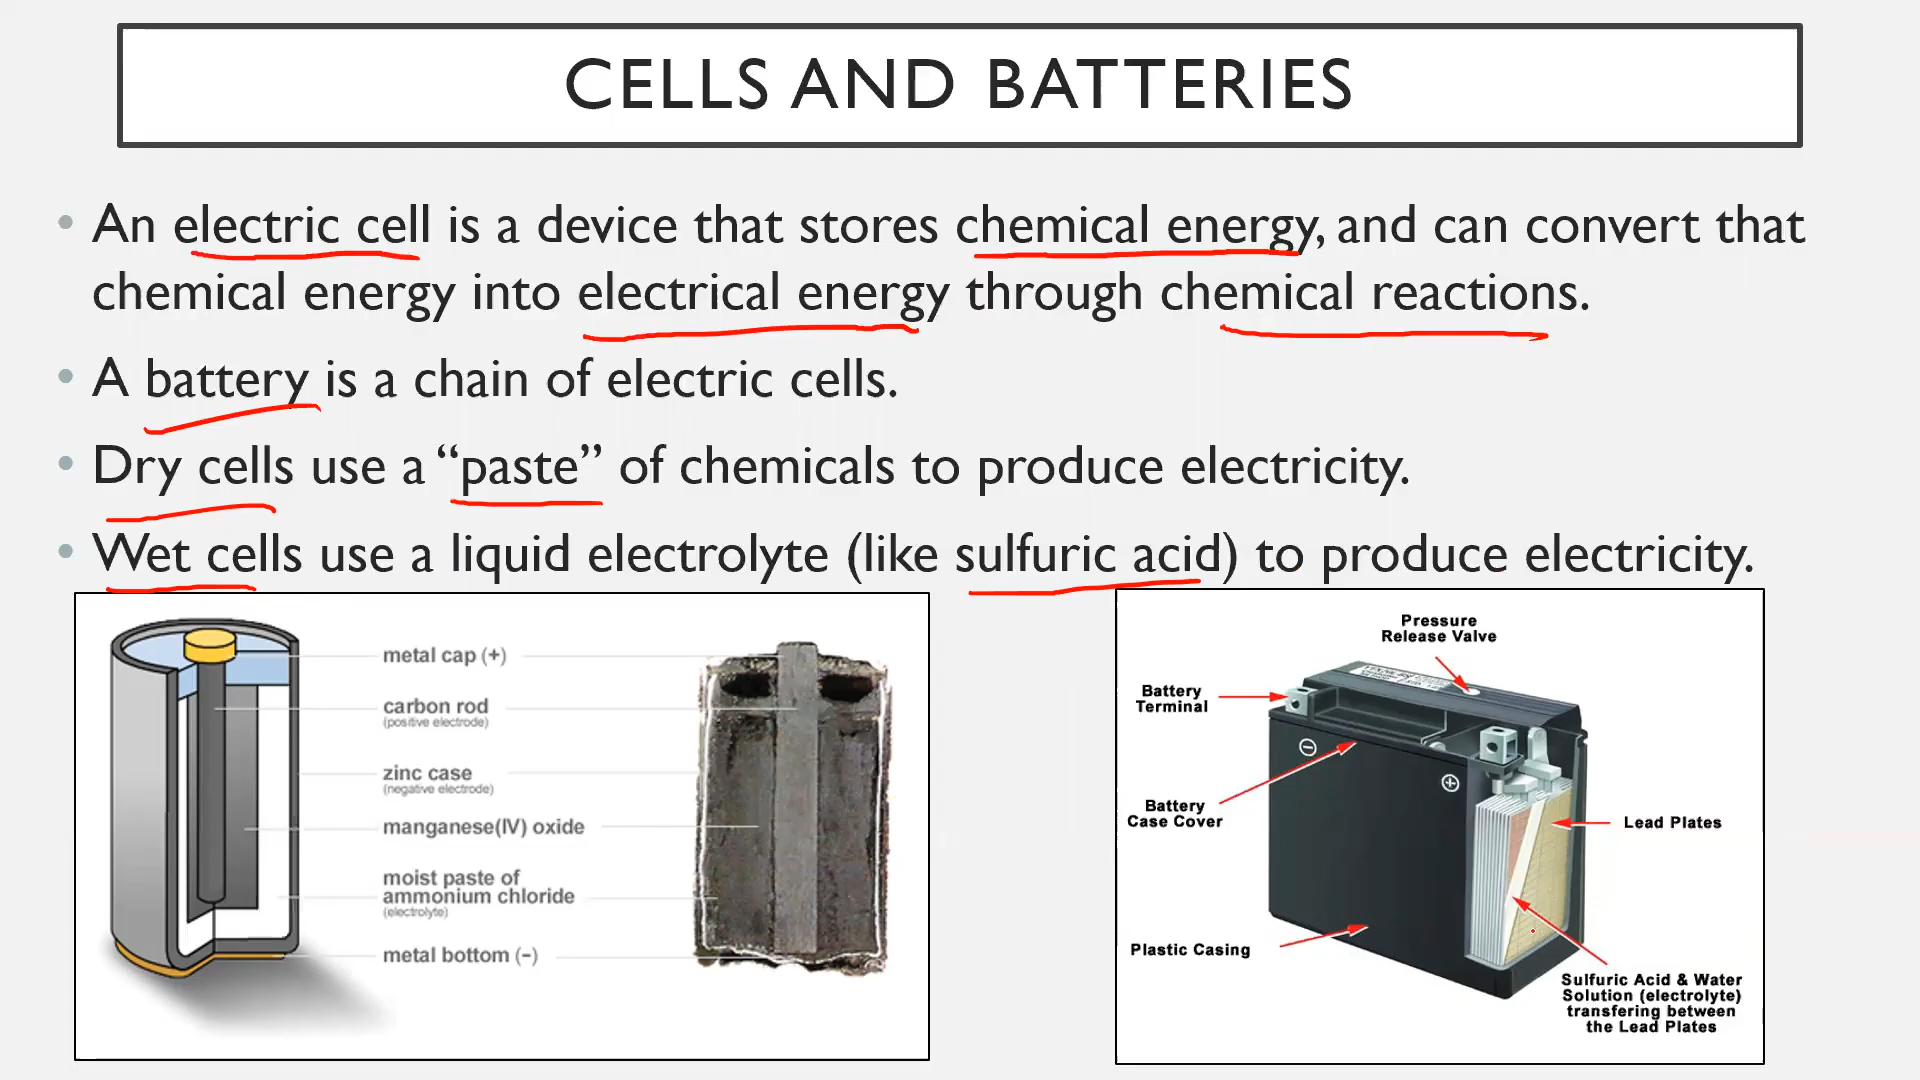 CELLS AND BATTERIES
• An electric cell is a device that stores chemical energy, and can convert that
chemical energy into electrical energy through chemical reactions.
• A battery is a chain of electric cells.
• Dry cells use a “paste” of chemicals to produce electricity.
• Wet cells use a liquid electrolyte (like sulfuric acid) to produce electricity.
metal cap (+)
carbon rod
(positive electrode)
zinc case
(negative electrode)
manganese(IV) oxide
moist paste of
ammonium chloride
(electrolyte)
metal bottom (−)
Pressure
Release Valve
Battery
Terminal
Battery
Case Cover
Lead Plates
Plastic Casing
Sulfuric Acid & Water
Solution (electrolyte)
transfering between
the Lead Plates